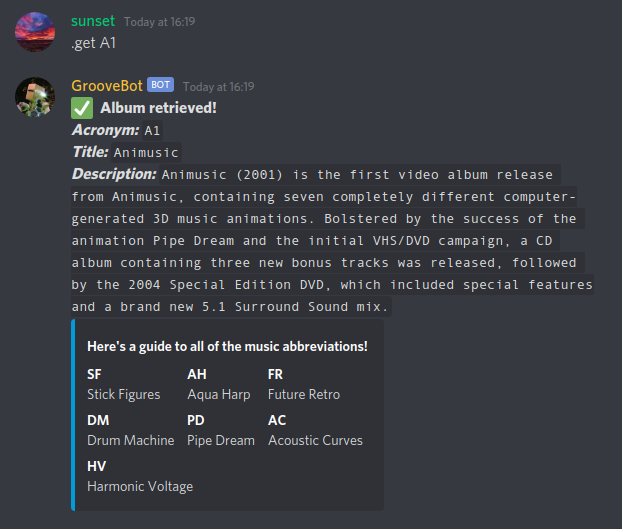 sunset Today at 16:19
.get A1
GrooveBot BOT Today at 16:19
Album retrieved!
Acronym: A1
Title: Animusic
Description: Animusic (2001) is the first video album release
from Animusic, containing seven completely different computer-
generated 3D music animations. Bolstered by the success of the
animation Pipe Dream and the initial VHS/DVD campaign, a CD
album containing three new bonus tracks was released, followed
by the 2004 Special Edition DVD, which included special features
and a brand new 5.1 Surround Sound mix.
Here's a guide to all of the music abbreviations!
SF AH FR
Stick Figures Aqua Harp Future Retro
DM PD AC
Drum Machine Pipe Dream Acoustic Curves
HV
Harmonic Voltage